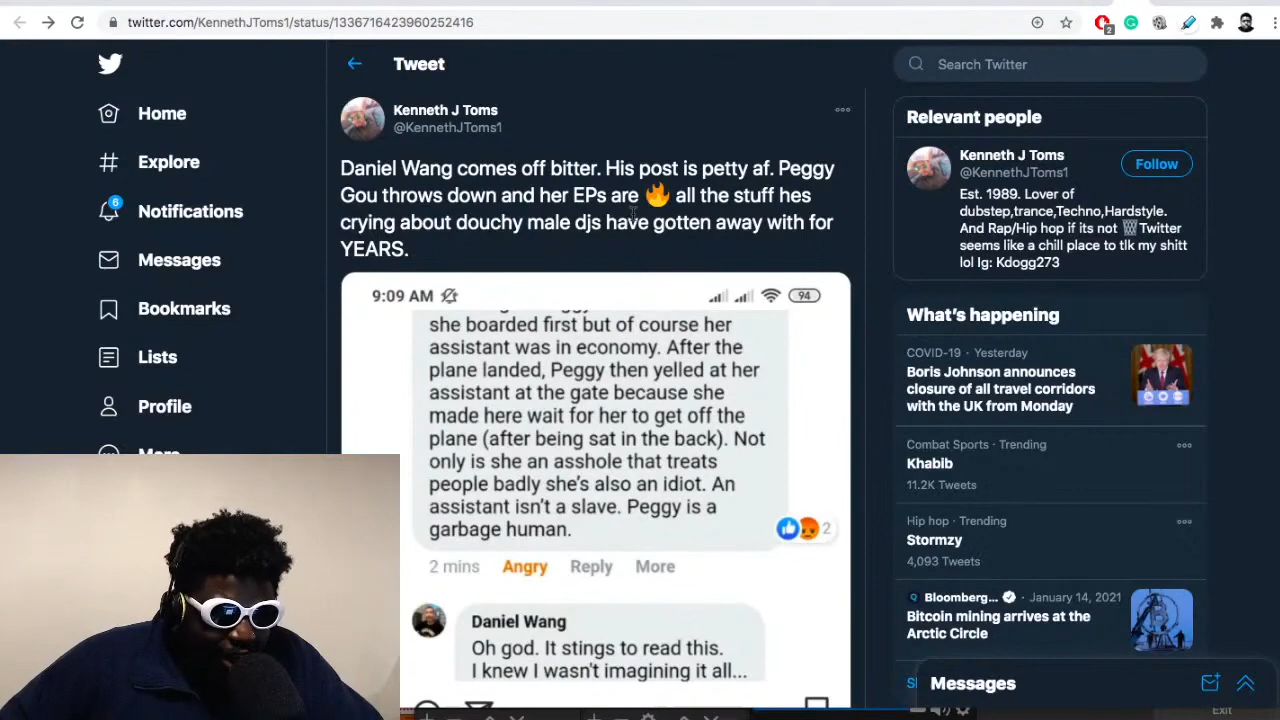 twitter.com/KennethJToms1/status/1336716423960252416
2
Tweet
Search Twitter
Home
Explore
6
Notifications
Messages
Bookmarks
Lists
Profile
More
Kenneth J Toms
@KennethJToms1
Daniel Wang comes off bitter. His post is petty af. Peggy
Gou throws down and her EPs are 🔥 all the stuff hes
crying about douchy male djs have gotten away with for
YEARS.
9:09 AM
94
she boarded first but of course her
assistant was in economy. After the
plane landed, Peggy then yelled at her
assistant at the gate because she
made here wait for her to get off the
plane (after being sat in the back). Not
only is she an asshole that treats
people badly she's also an idiot. An
assistant isn't a slave. Peggy is a
garbage human.
2
2 mins Angry Reply More
Daniel Wang
Oh god. It stings to read this.
I knew I wasn't imagining it all...
Relevant people
Kenneth J Toms
@KennethJToms1
Follow
Est. 1989. Lover of
dubstep,trance,Techno,Hardstyle.
And Rap/Hip hop if its not 🗑Twitter
seems like a chill place to tlk my shitt
lol Ig: Kdogg273
What's happening
COVID-19 · Yesterday
Boris Johnson announces
closure of all travel corridors
with the UK from Monday
Combat Sports · Trending
Khabib
11.2K Tweets
Hip hop · Trending
Stormzy
4,093 Tweets
Bloomberg... · January 14, 2021
Bitcoin mining arrives at the
Arctic Circle
Messages
Exit